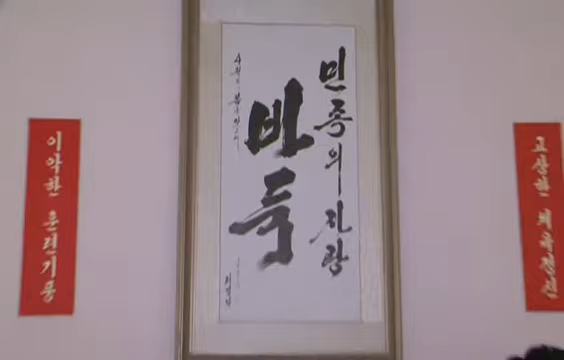 이악한 훈련기풍
민족의 자랑
바둑
고상한 체육정신